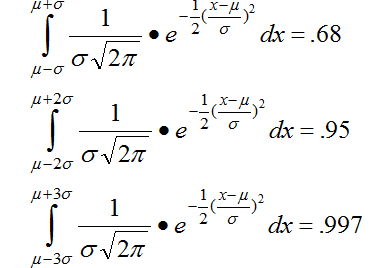 ∫_{μ−σ}^{μ+σ} 1/(σ√2π) • e^{−1/2((x−μ)/σ)²} dx = .68
∫_{μ−2σ}^{μ+2σ} 1/(σ√2π) • e^{−1/2((x−μ)/σ)²} dx = .95
∫_{μ−3σ}^{μ+3σ} 1/(σ√2π) • e^{−1/2((x−μ)/σ)²} dx = .997